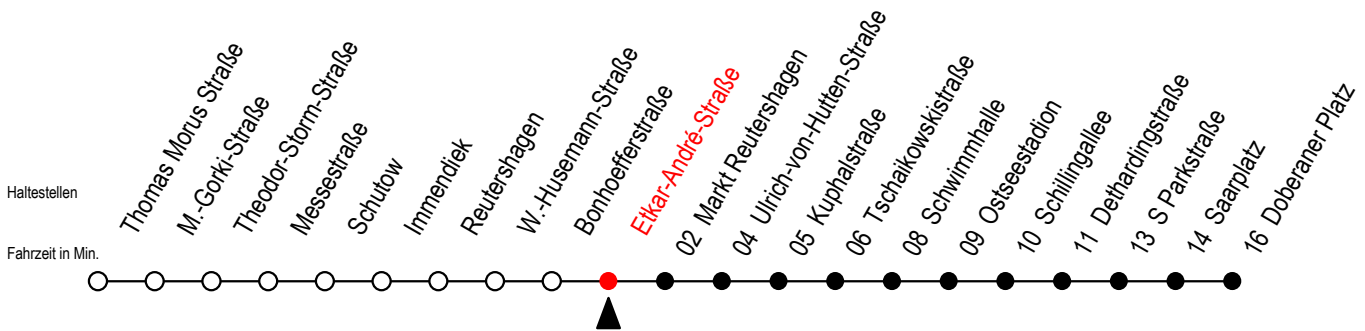 Haltestellen
Fahrzeit in Min.
Thomas Morus Straße
M.-Gorki-Straße
Theodor-Storm-Straße
Messestraße
Schutow
Immendiek
Reutershagen
W.-Husemann-Straße
Bonhoefferstraße
Etkar-André-Straße
02 Markt Reutershagen
04 Ulrich-von-Hutten-Straße
05 Kuphalstraße
06 Tschaikowskistraße
08 Schwimmhalle
09 Ostseestadion
10 Schillingallee
11 Dethardingstraße
13 S Parkstraße
14 Saarplatz
16 Doberaner Platz